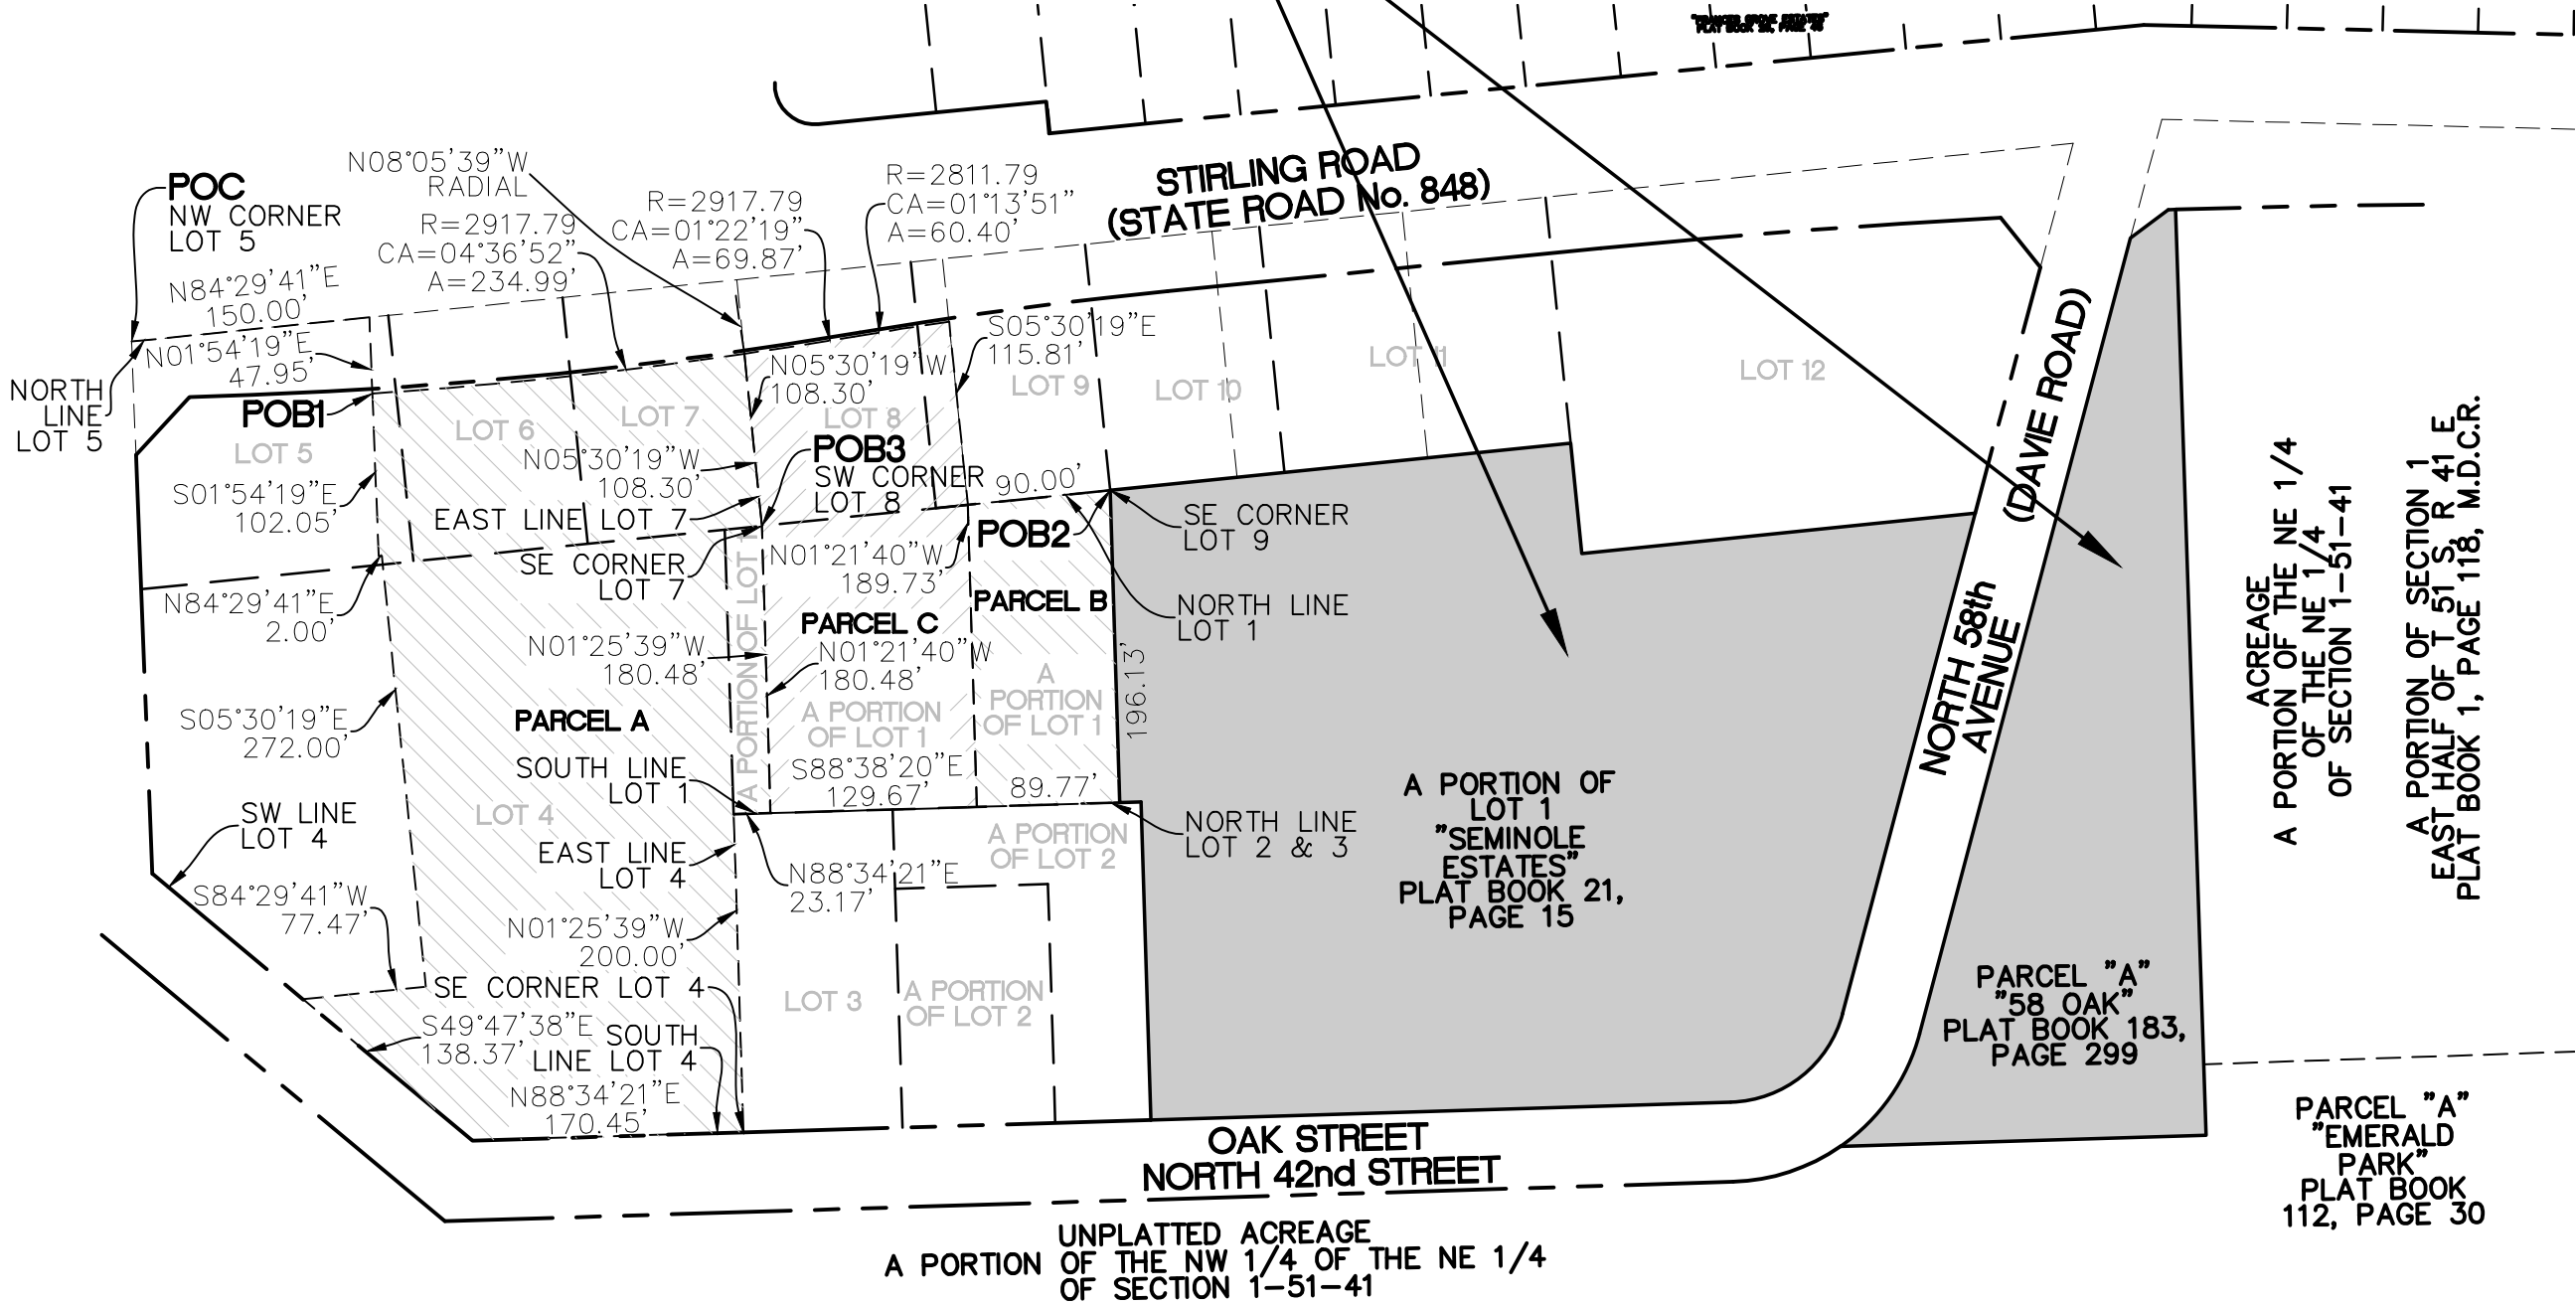 "FRANCES GROVE ESTATES"
PLAT BOOK 58, PAGE 46
STIRLING ROAD
(STATE ROAD No. 848)
POC
NW CORNER
LOT 5
N08°05'39"W
RADIAL
R=2917.79
CA=04°36'52"
A=234.99'
R=2917.79
CA=01°22'19"
A=69.87'
R=2811.79
CA=01°13'51"
A=60.40'
N84°29'41"E
150.00'
N01°54'19"E
47.95'
NORTH
LINE
LOT 5
POB1
LOT 5
LOT 6
LOT 7
LOT 8
LOT 9
LOT 10
LOT 11
LOT 12
N05°30'19"W
108.30'
S05°30'19"E
115.81'
POB3
SW CORNER
LOT 8
N05°30'19"W
108.30'
S01°54'19"E
102.05'
EAST LINE LOT 7
SE CORNER
LOT 7
90.00'
POB2
SE CORNER
LOT 9
NORTH LINE
LOT 1
N84°29'41"E
2.00'
N01°21'40"W
189.73'
PARCEL B
PARCEL C
N01°25'39"W
180.48'
N01°21'40"W
180.48'
A PORTION OF LOT 1
A PORTION
OF LOT 1
A
PORTION
OF LOT 1
196.13'
S05°30'19"E
272.00'
PARCEL A
SOUTH LINE
LOT 1
S88°38'20"E
129.67'
89.77'
NORTH LINE
LOT 2 & 3
SW LINE
LOT 4
LOT 4
EAST LINE
LOT 4
N88°34'21"E
23.17'
A PORTION
OF LOT 2
S84°29'41"W
77.47'
N01°25'39"W
200.00'
SE CORNER LOT 4
LOT 3
A PORTION
OF LOT 2
S49°47'38"E
138.37'
SOUTH
LINE LOT 4
N88°34'21"E
170.45'
A PORTION OF
LOT 1
"SEMINOLE
ESTATES"
PLAT BOOK 21,
PAGE 15
NORTH 58th
AVENUE
(DAVIE ROAD)
PARCEL "A"
"58 OAK"
PLAT BOOK 183,
PAGE 299
ACREAGE
A PORTION OF THE NE 1/4
OF THE NE 1/4
OF SECTION 1-51-41
A PORTION OF SECTION 1
EAST HALF OF T 51 S, R 41 E,
PLAT BOOK 1, PAGE 118, M.D.C.R.
PARCEL "A"
"EMERALD
PARK"
PLAT BOOK
112, PAGE 30
OAK STREET
NORTH 42nd STREET
UNPLATTED ACREAGE
A PORTION OF THE NW 1/4 OF THE NE 1/4
OF SECTION 1-51-41